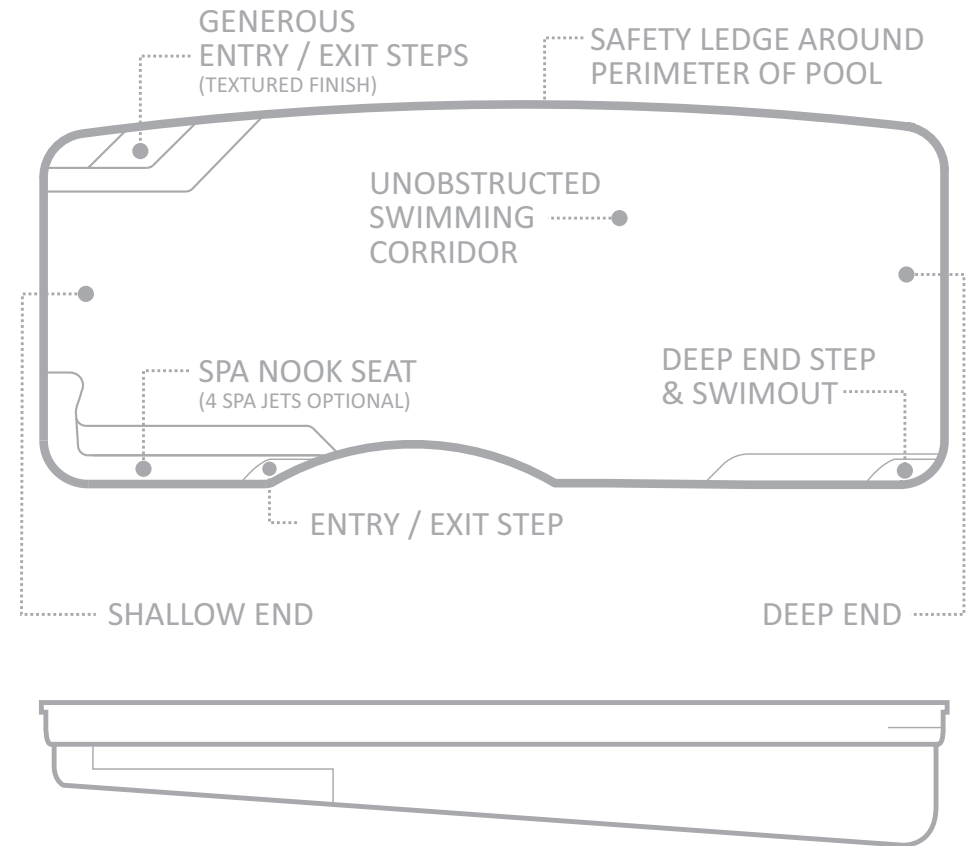 GENEROUS
ENTRY / EXIT STEPS
(TEXTURED FINISH)
SAFETY LEDGE AROUND
PERIMETER OF POOL
UNOBSTRUCTED
SWIMMING
CORRIDOR
SPA NOOK SEAT
(4 SPA JETS OPTIONAL)
DEEP END STEP
& SWIMOUT
ENTRY / EXIT STEP
SHALLOW END
DEEP END